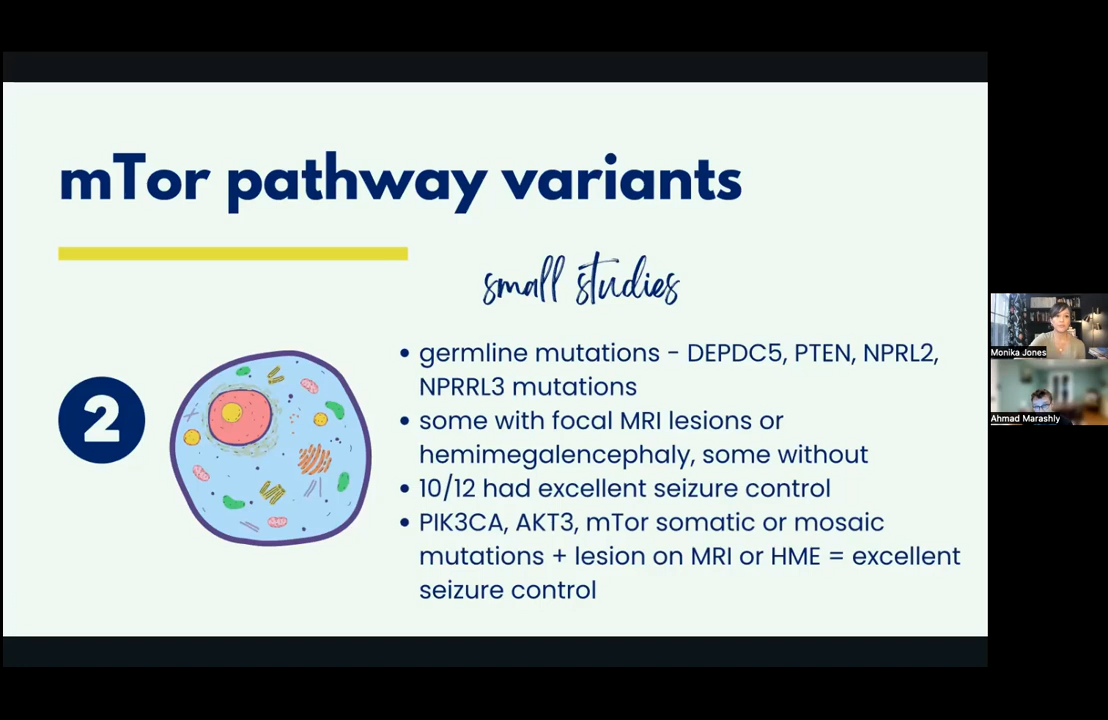 mTor pathway variants
small studies
2
• germline mutations - DEPDC5, PTEN, NPRL2,
NPRRL3 mutations
• some with focal MRI lesions or
hemimegalencephaly, some without
• 10/12 had excellent seizure control
• PIK3CA, AKT3, mTor somatic or mosaic
mutations + lesion on MRI or HME = excellent
seizure control
Monika Jones
Ahmad Marashly